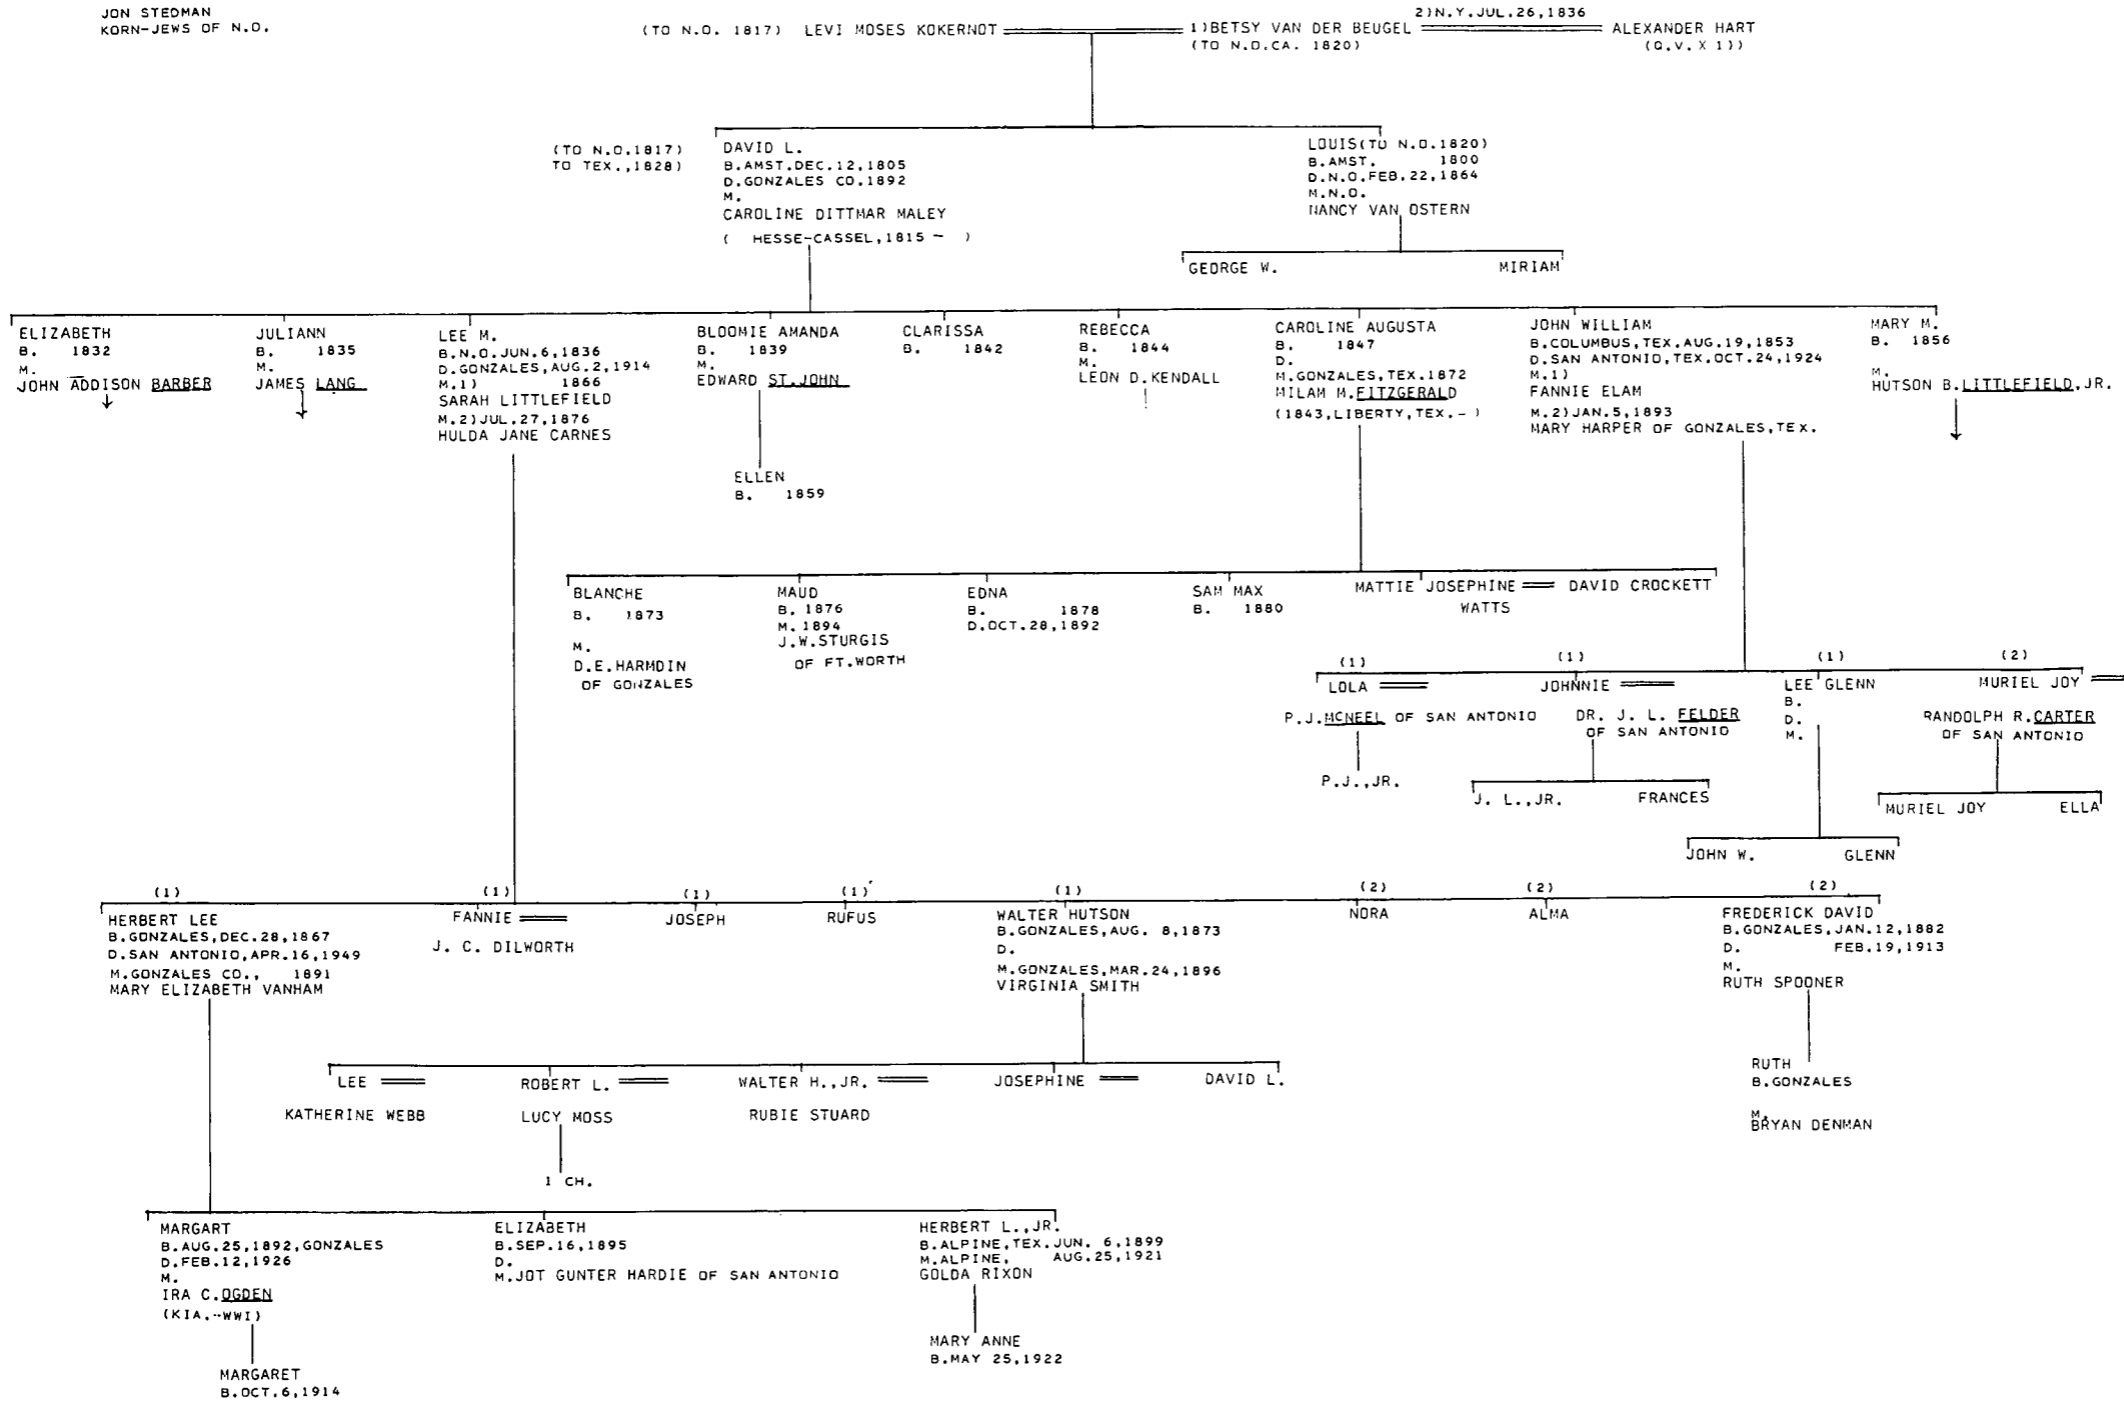 JON STEDMAN
KORN-JEWS OF N.O.
2)N.Y.JUL.26,1836
(TO N.O. 1817) LEVI MOSES KOKERNOT
1)BETSY VAN DER BEUGEL
ALEXANDER HART
(TO N.O.CA. 1820)
(Q.V. X 1))
(TO N.O.1817)
TO TEX.,1828)
DAVID L.
B.AMST.DEC.12,1805
D.GONZALES CO.1892
M.
CAROLINE DITTMAR MALEY
( HESSE-CASSEL,1815 - )
LOUIS(TO N.O.1820)
B.AMST. 1800
D.N.O.FEB.22,1864
M.N.O.
NANCY VAN OSTERN
GEORGE W.
MIRIAM
ELIZABETH
B. 1832
M.
JOHN ADDISON BARBER
JULIANN
B. 1835
M.
JAMES LANG
LEE M.
B.N.O.JUN.6,1836
D.GONZALES,AUG.2,1914
M.1) 1866
SARAH LITTLEFIELD
M.2)JUL.27,1876
HULDA JANE CARNES
BLOOMIE AMANDA
B. 1839
M.
EDWARD ST.JOHN
CLARISSA
B. 1842
REBECCA
B. 1844
M.
LEON D.KENDALL
CAROLINE AUGUSTA
B. 1847
D.
M.GONZALES,TEX.1872
MILAM M.FITZGERALD
(1843,LIBERTY,TEX.- )
JOHN WILLIAM
B.COLUMBUS,TEX.AUG.19,1853
D.SAN ANTONIO,TEX.OCT.24,1924
M.1)
FANNIE ELAM
M.2)JAN.5,1893
MARY HARPER OF GONZALES,TEX.
MARY M.
B. 1856
M.
HUTSON B.LITTLEFIELD,JR.
ELLEN
B. 1859
BLANCHE
B. 1873
M.
D.E.HARMDIN
OF GONZALES
MAUD
B. 1876
M. 1894
J.W.STURGIS
OF FT.WORTH
EDNA
B. 1878
D.OCT.28,1892
SAM MAX
B. 1880
MATTIE JOSEPHINE
WATTS
DAVID CROCKETT
(1)
LOLA
P.J.MCNEEL OF SAN ANTONIO
P.J.,JR.
(1)
JOHNNIE
DR. J. L. FELDER
OF SAN ANTONIO
J. L.,JR.
FRANCES
(1)
LEE GLENN
B.
D.
M.
JOHN W.
GLENN
(2)
MURIEL JOY
RANDOLPH R.CARTER
OF SAN ANTONIO
MURIEL JOY
ELLA
(1)
HERBERT LEE
B.GONZALES,DEC.28,1867
D.SAN ANTONIO,APR.16,1949
M.GONZALES CO., 1891
MARY ELIZABETH VANHAM
(1)
FANNIE
J. C. DILWORTH
(1)
JOSEPH
(1)
RUFUS
(1)
WALTER HUTSON
B.GONZALES,AUG. 8,1873
D.
M.GONZALES,MAR.24,1896
VIRGINIA SMITH
(2)
NORA
(2)
ALMA
(2)
FREDERICK DAVID
B.GONZALES,JAN.12,1882
D. FEB.19,1913
M.
RUTH SPOONER
RUTH
B.GONZALES
M.
BRYAN DENMAN
LEE
KATHERINE WEBB
ROBERT L.
LUCY MOSS
1 CH.
WALTER H.,JR.
RUBIE STUARD
JOSEPHINE
DAVID L.
MARGART
B.AUG.25,1892,GONZALES
D.FEB.12,1926
M.
IRA C.OGDEN
(KIA.-WWI)
MARGARET
B.OCT.6,1914
ELIZABETH
B.SEP.16,1895
D.
M.JOT GUNTER HARDIE OF SAN ANTONIO
HERBERT L.,JR.
B.ALPINE,TEX.JUN. 6,1899
M.ALPINE, AUG.25,1921
GOLDA RIXON
MARY ANNE
B.MAY 25,1922